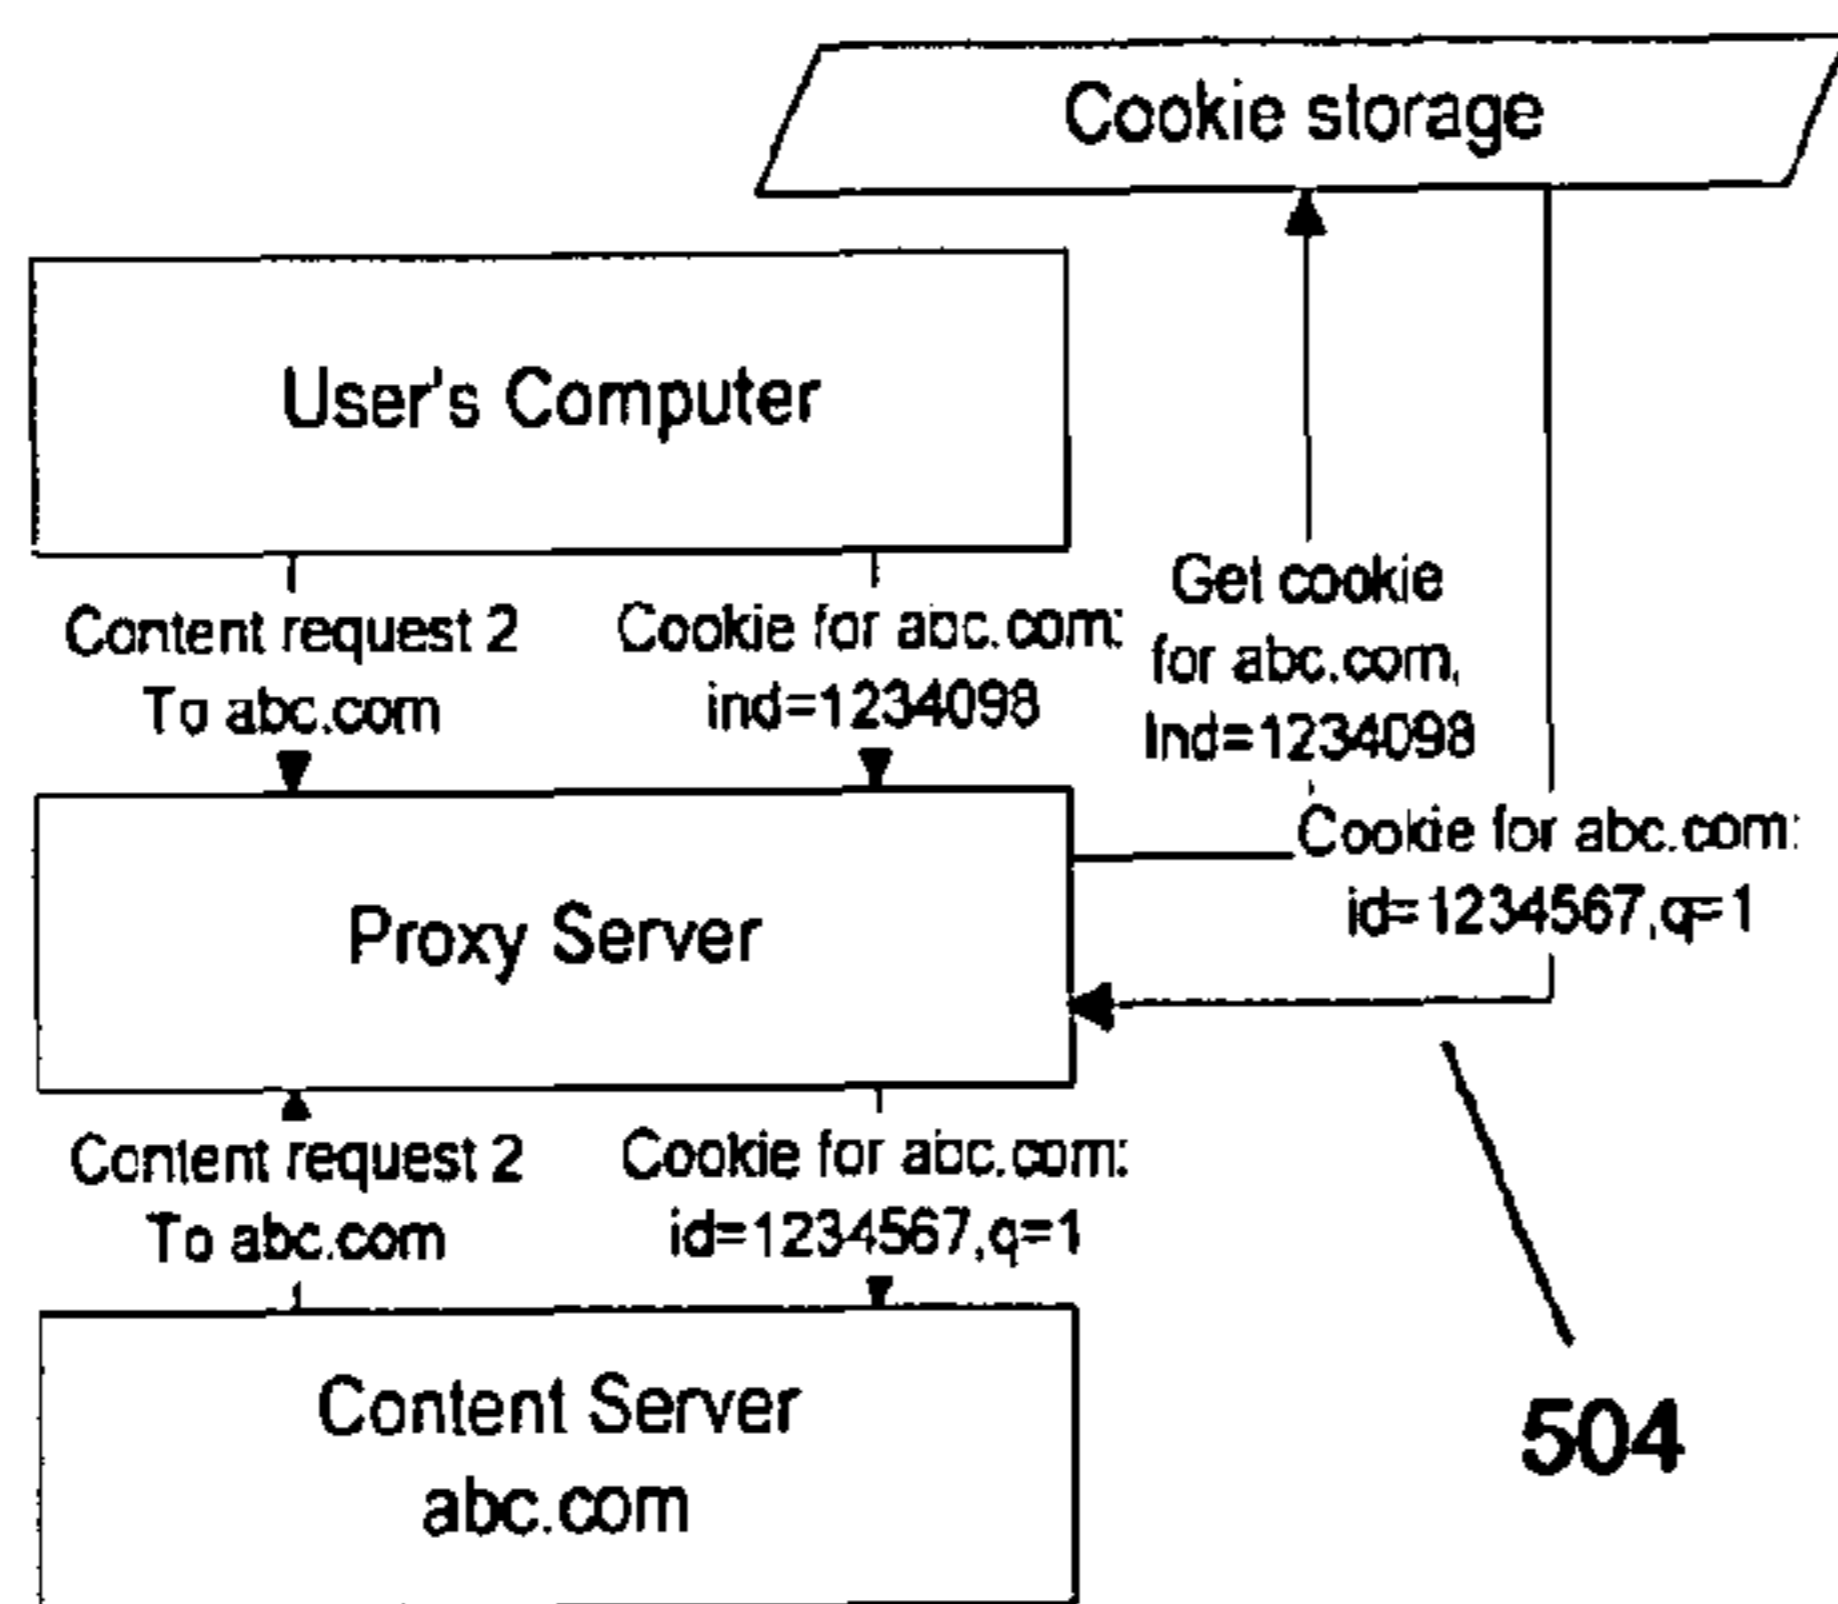 Cookie storage
User's Computer
Content request 2
To abc.com
Cookie for abc.com:
ind=1234098
Get cookie
for abc.com,
Ind=1234098
Cookie for abc.com:
id=1234567,q=1
Proxy Server
Content request 2
To abc.com
Cookie for abc.com:
id=1234567,q=1
Content Server
abc.com
504